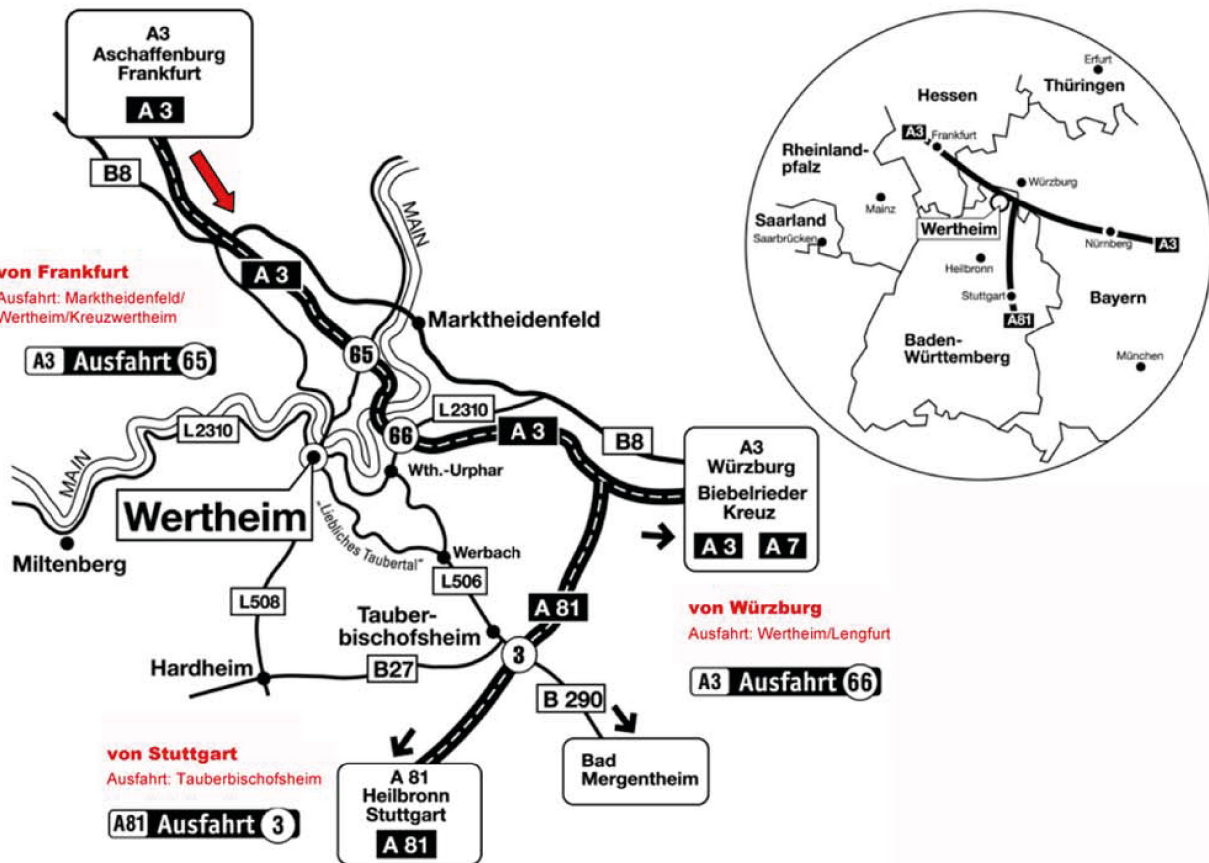 A3
Aschaffenburg
Frankfurt
A 3
B8
MAIN
von Frankfurt
Ausfahrt: Marktheidenfeld/
Wertheim/Kreuzwertheim
A3 Ausfahrt 65
A 3
Marktheidenfeld
65
L2310
MAIN
66
L2310
A 3
B8
Wth.-Urphar
Wertheim
"Liebliches Taubertal"
Miltenberg
Werbach
L506
L508
Tauber-
bischofsheim
A 81
3
Hardheim
B27
B 290
A3
Würzburg
Biebelrieder
Kreuz
A 3 A 7
von Würzburg
Ausfahrt: Wertheim/Lengfurt
A3 Ausfahrt 66
von Stuttgart
Ausfahrt: Tauberbischofsheim
A81 Ausfahrt 3
A 81
Heilbronn
Stuttgart
A 81
Bad
Mergentheim
Erfurt
Thüringen
Hessen
A3
Frankfurt
Rheinland-
pfalz
Würzburg
Mainz
Saarland
Saarbrücken
Wertheim
Nürnberg
A3
Heilbronn
Stuttgart
A81
Bayern
Baden-
Württemberg
München